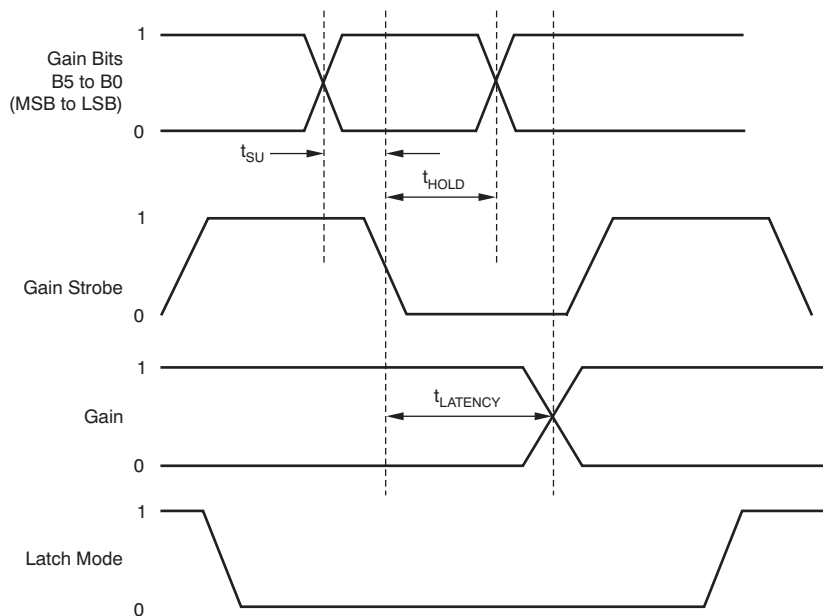 1
Gain Bits
B5 to B0
(MSB to LSB)
0
tSU
tHOLD
1
Gain Strobe
0
1
tLATENCY
Gain
0
1
Latch Mode
0